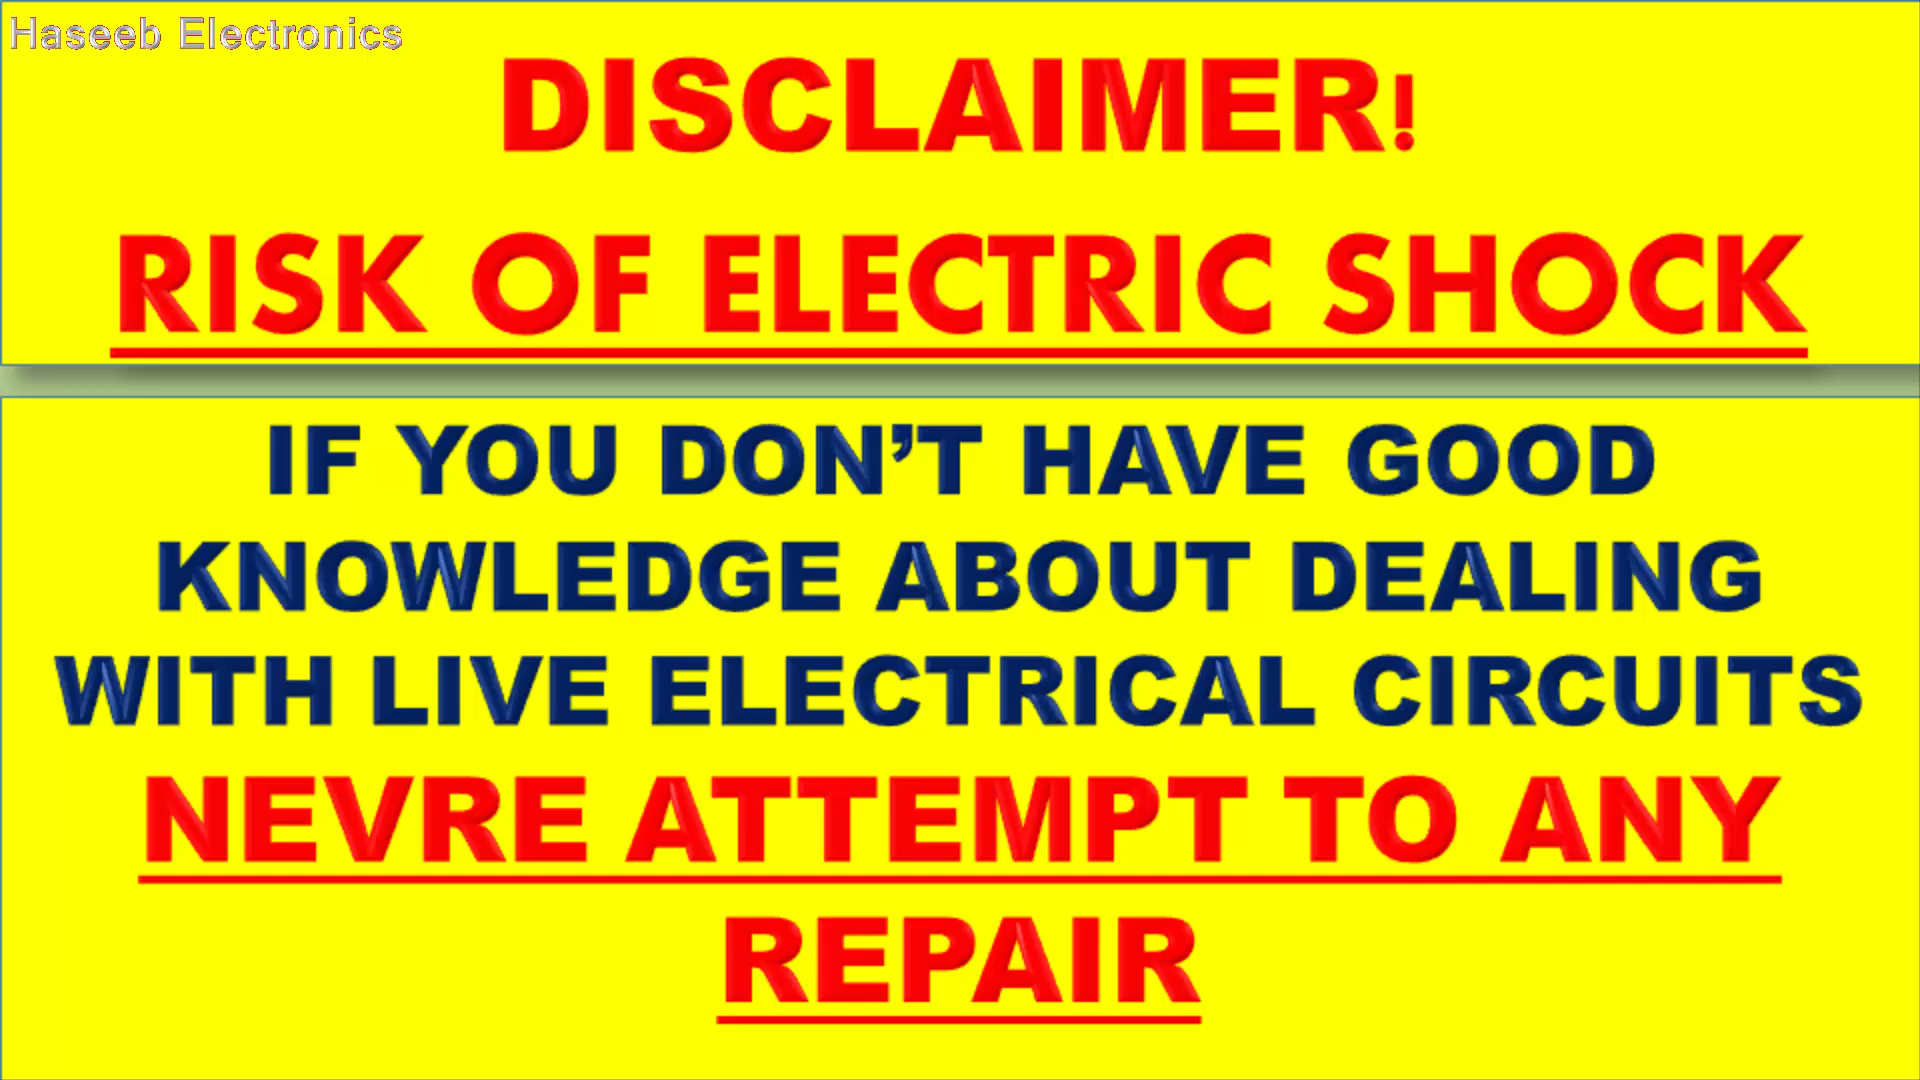 Haseeb Electronics
DISCLAIMER!
RISK OF ELECTRIC SHOCK
IF YOU DON’T HAVE GOOD
KNOWLEDGE ABOUT DEALING
WITH LIVE ELECTRICAL CIRCUITS
NEVRE ATTEMPT TO ANY
REPAIR